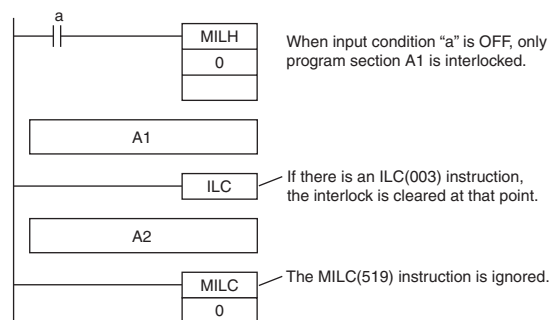 a
MILH
0
When input condition “a” is OFF, only
program section A1 is interlocked.
A1
ILC
If there is an ILC(003) instruction,
the interlock is cleared at that point.
A2
MILC
0
The MILC(519) instruction is ignored.